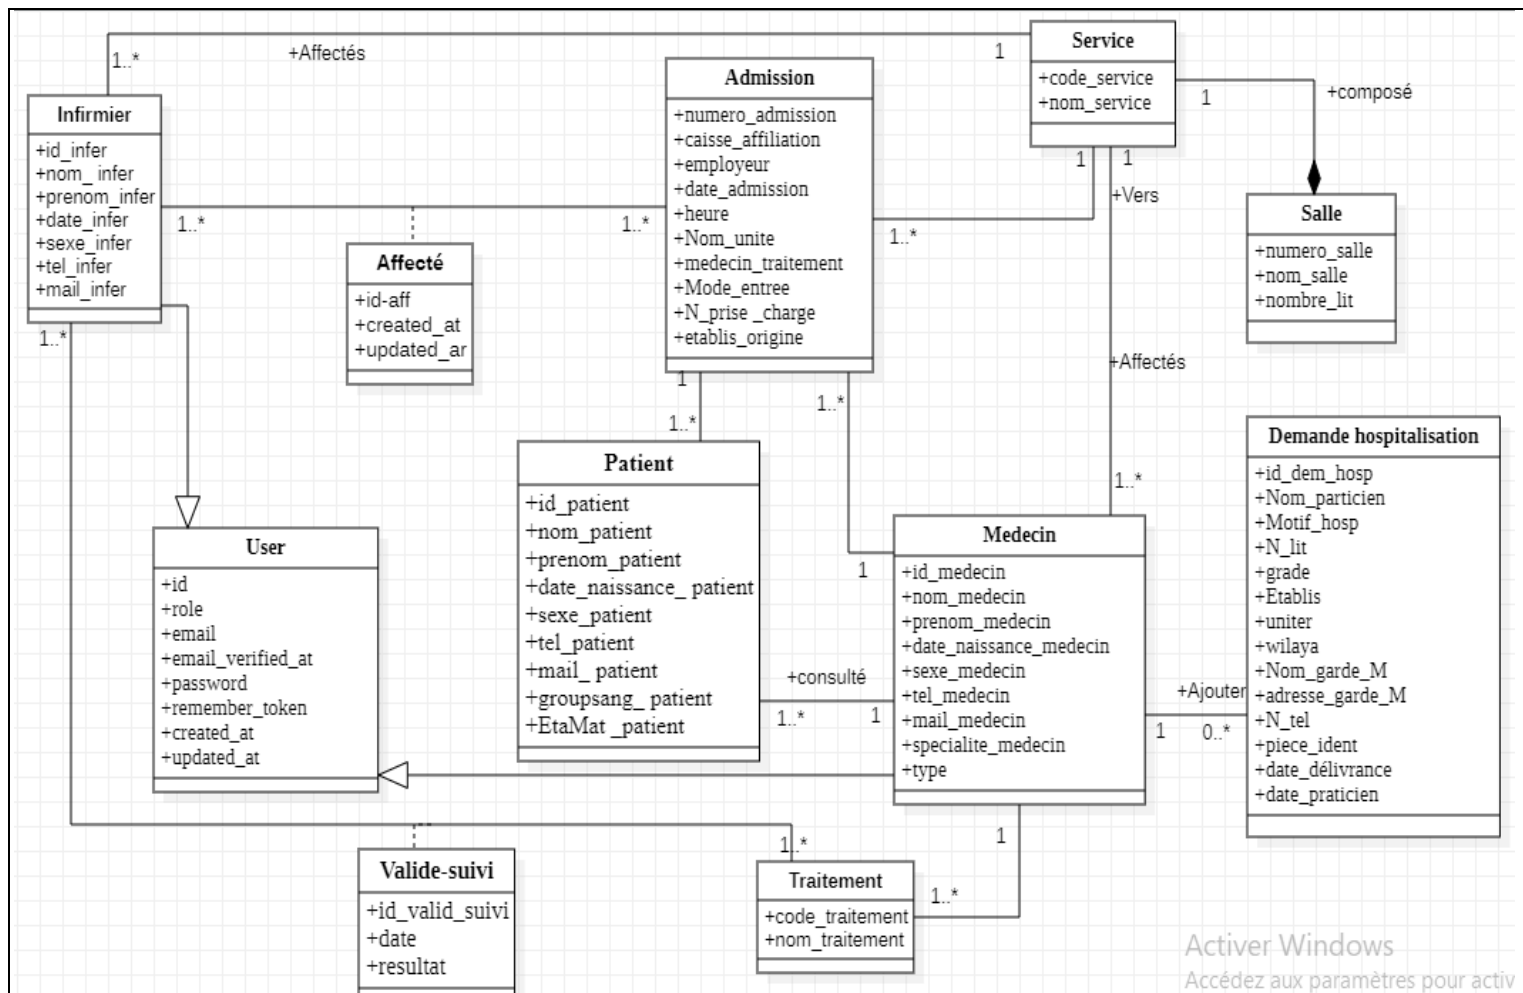 +Affectés
1..*
1
Service
+code_service
+nom_service
1
+composé
Infirmier
+id_infer
+nom_ infer
+prenom_infer
+date_infer
+sexe_infer
+tel_infer
+mail_infer
1..*
1..*
Admission
+numero_admission
+caisse_affiliation
+employeur
+date_admission
+heure
+Nom_unite
+medecin_traitement
+Mode_entree
+N_prise _charge
+etablis_origine
1
1
+Vers
1..*
Salle
+numero_salle
+nom_salle
+nombre_lit
Affecté
+id-aff
+created_at
+updated_ar
1..*
1
1..*
1..*
+Affectés
1..*
1
Patient
+id_patient
+nom_patient
+prenom_patient
+date_naissance_ patient
+sexe_patient
+tel_patient
+mail_ patient
+groupsang_ patient
+EtaMat _patient
User
+id
+role
+email
+email_verified_at
+password
+remember_token
+created_at
+updated_at
Medecin
+id_medecin
+nom_medecin
+prenom_medecin
+date_naissance_medecin
+sexe_medecin
+tel_medecin
+mail_medecin
+specialite_medecin
+type
Demande hospitalisation
+id_dem_hosp
+Nom_particien
+Motif_hosp
+N_lit
+grade
+Etablis
+uniter
+wilaya
+Nom_garde_M
+adresse_garde_M
+N_tel
+piece_ident
+date_délivrance
+date_praticien
+consulté
1..*
1
+Ajouter
1
0..*
1
1..*
1..*
Valide-suivi
+id_valid_suivi
+date
+resultat
Traitement
+code_traitement
+nom_traitement
Activer Windows
Accédez aux paramètres pour activ